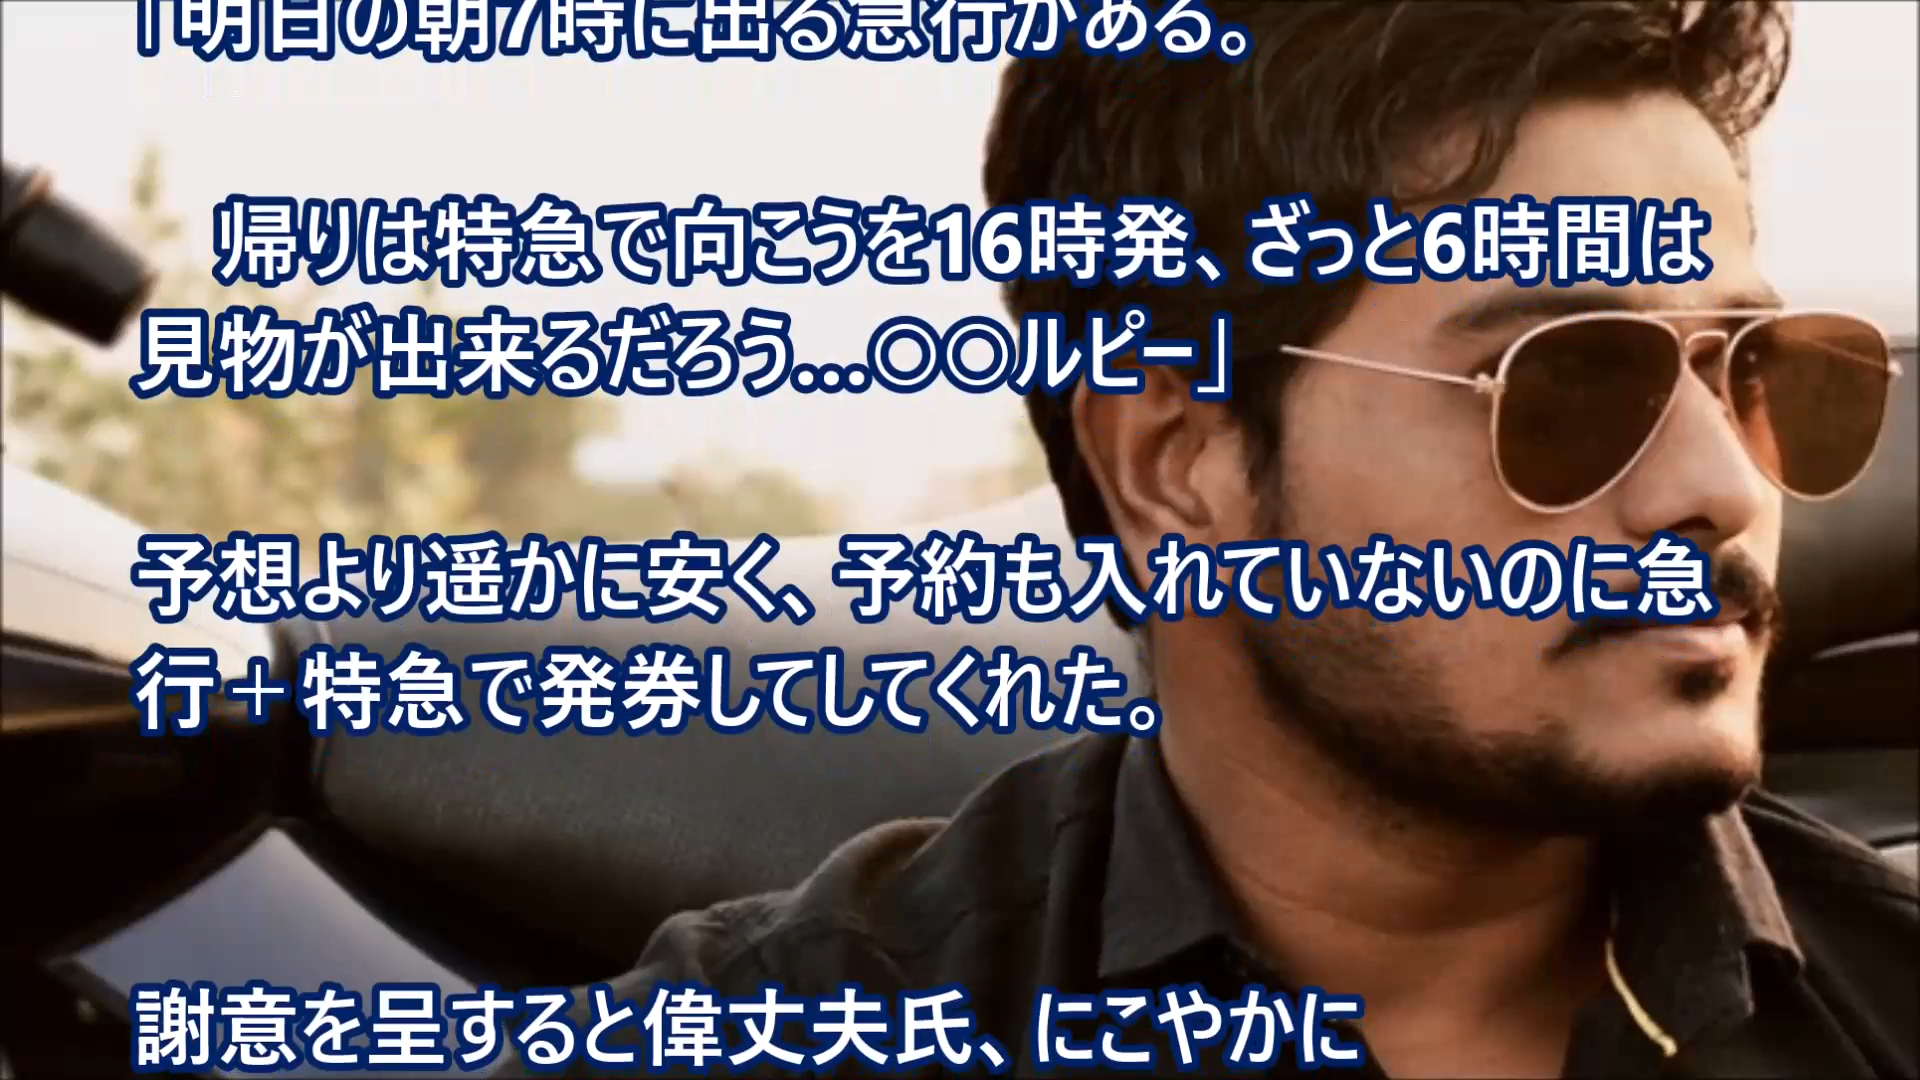 「明日の朝7時に出る急行がある。
帰りは特急で向こうを16時発、ざっと6時間は
見物が出来るだろう…○○ルピー」
予想より遥かに安く、予約も入れていないのに急
行＋特急で発券してしてくれた。
謝意を呈すると偉丈夫氏、にこやかに